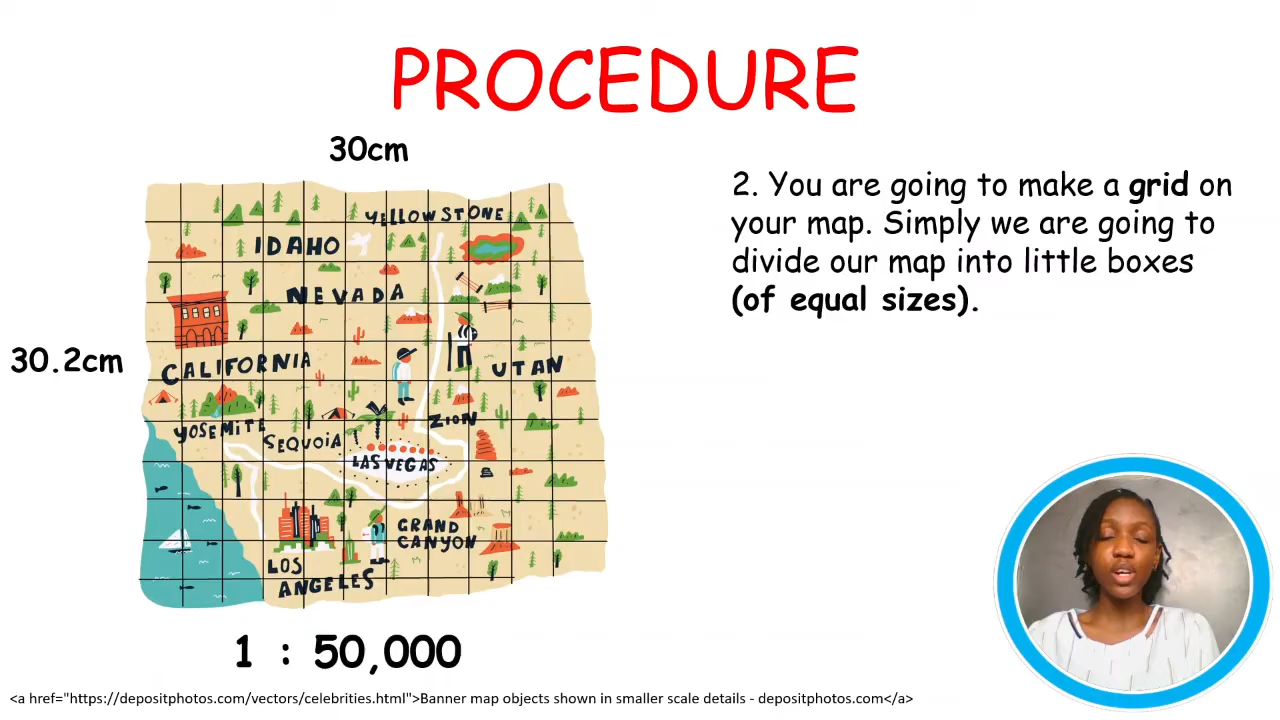 PROCEDURE
30cm
2. You are going to make a grid on
your map. Simply we are going to
divide our map into little boxes
(of equal sizes).
YELLOWSTONE
IDAHO
NEVADA
30.2cm
CALIFORNIA
UTAN
YOSEMITE
SEQUOIA
ZION
LAS VEGAS
GRAND
CANYON
LOS
ANGELES
1 : 50,000
<a href="https://depositphotos.com/vectors/celebrities.html">Banner map objects shown in smaller scale details - depositphotos.com</a>